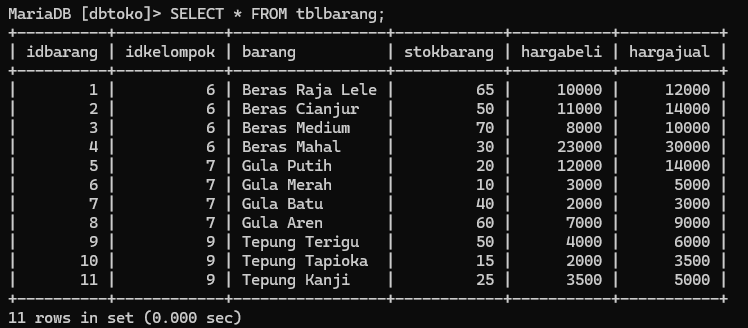 MariaDB [dbtoko]> SELECT * FROM tblbarang;
+----------+------------+-----------------+------------+-----------+-----------+
| idbarang | idkelompok | barang          | stokbarang | hargabeli | hargajual |
+----------+------------+-----------------+------------+-----------+-----------+
|        1 |          6 | Beras Raja Lele |         65 |     10000 |     12000 |
|        2 |          6 | Beras Cianjur   |         50 |     11000 |     14000 |
|        3 |          6 | Beras Medium    |         70 |      8000 |     10000 |
|        4 |          6 | Beras Mahal     |         30 |     23000 |     30000 |
|        5 |          7 | Gula Putih      |         20 |     12000 |     14000 |
|        6 |          7 | Gula Merah      |         10 |      3000 |      5000 |
|        7 |          7 | Gula Batu       |         40 |      2000 |      3000 |
|        8 |          7 | Gula Aren       |         60 |      7000 |      9000 |
|        9 |          9 | Tepung Terigu   |         50 |      4000 |      6000 |
|       10 |          9 | Tepung Tapioka  |         15 |      2000 |      3500 |
|       11 |          9 | Tepung Kanji    |         25 |      3500 |      5000 |
+----------+------------+-----------------+------------+-----------+-----------+
11 rows in set (0.000 sec)